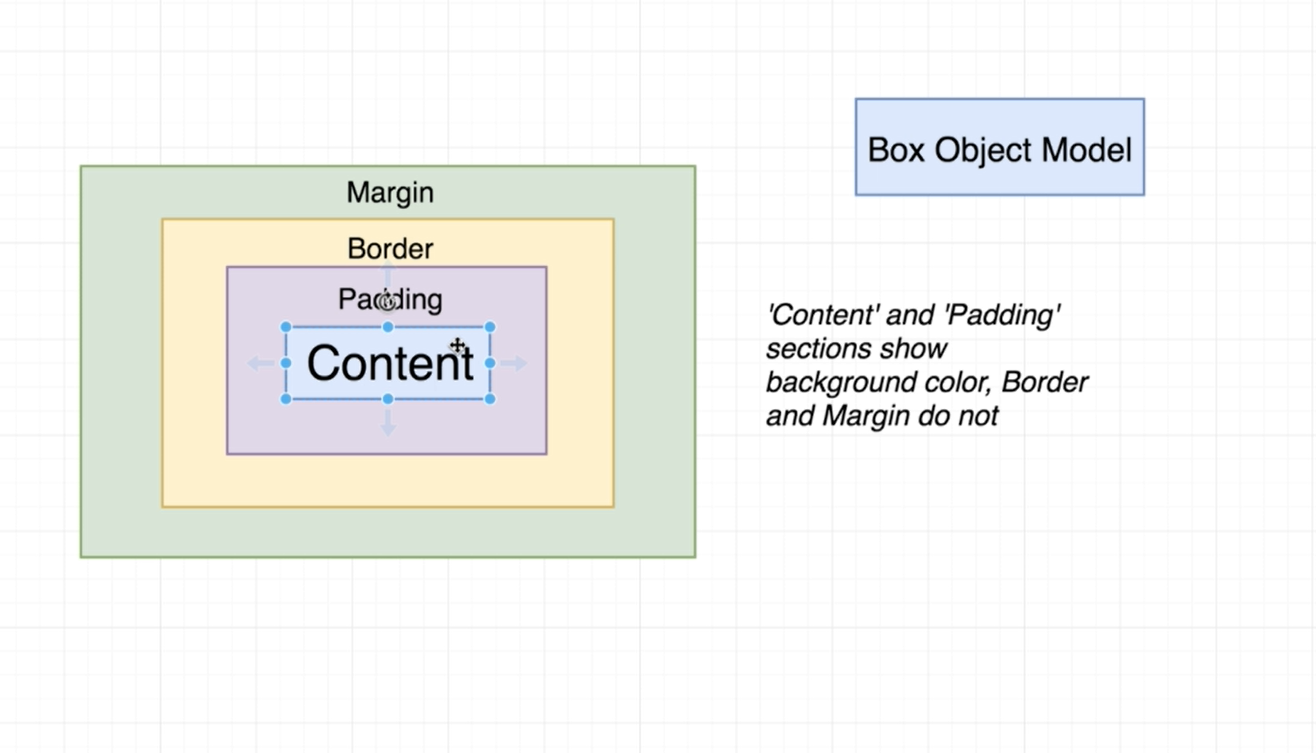 Box Object Model
Margin
Border
Padding
Content
'Content' and 'Padding'
sections show
background color, Border
and Margin do not